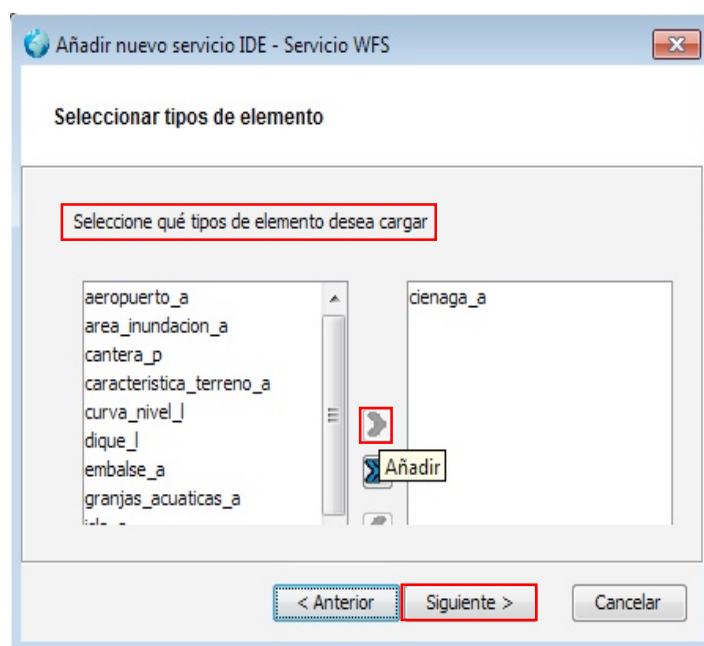 Añadir nuevo servicio IDE - Servicio WFS
Seleccionar tipos de elemento
Seleccione qué tipos de elemento desea cargar
aeropuerto_a
area_inundacion_a
cantera_p
caracteristica_terreno_a
curva_nivel_l
dique_l
embalse_a
granjas_acuaticas_a
cienaga_a
Añadir
< Anterior
Siguiente >
Cancelar